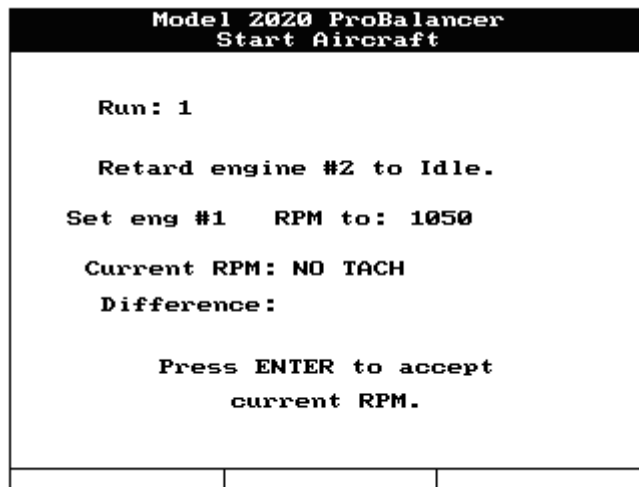 Model 2020 ProBalancer
Start Aircraft
Run: 1
Retard engine #2 to Idle.
Set eng #1 RPM to: 1050
Current RPM: NO TACH
Difference:
Press ENTER to accept
current RPM.